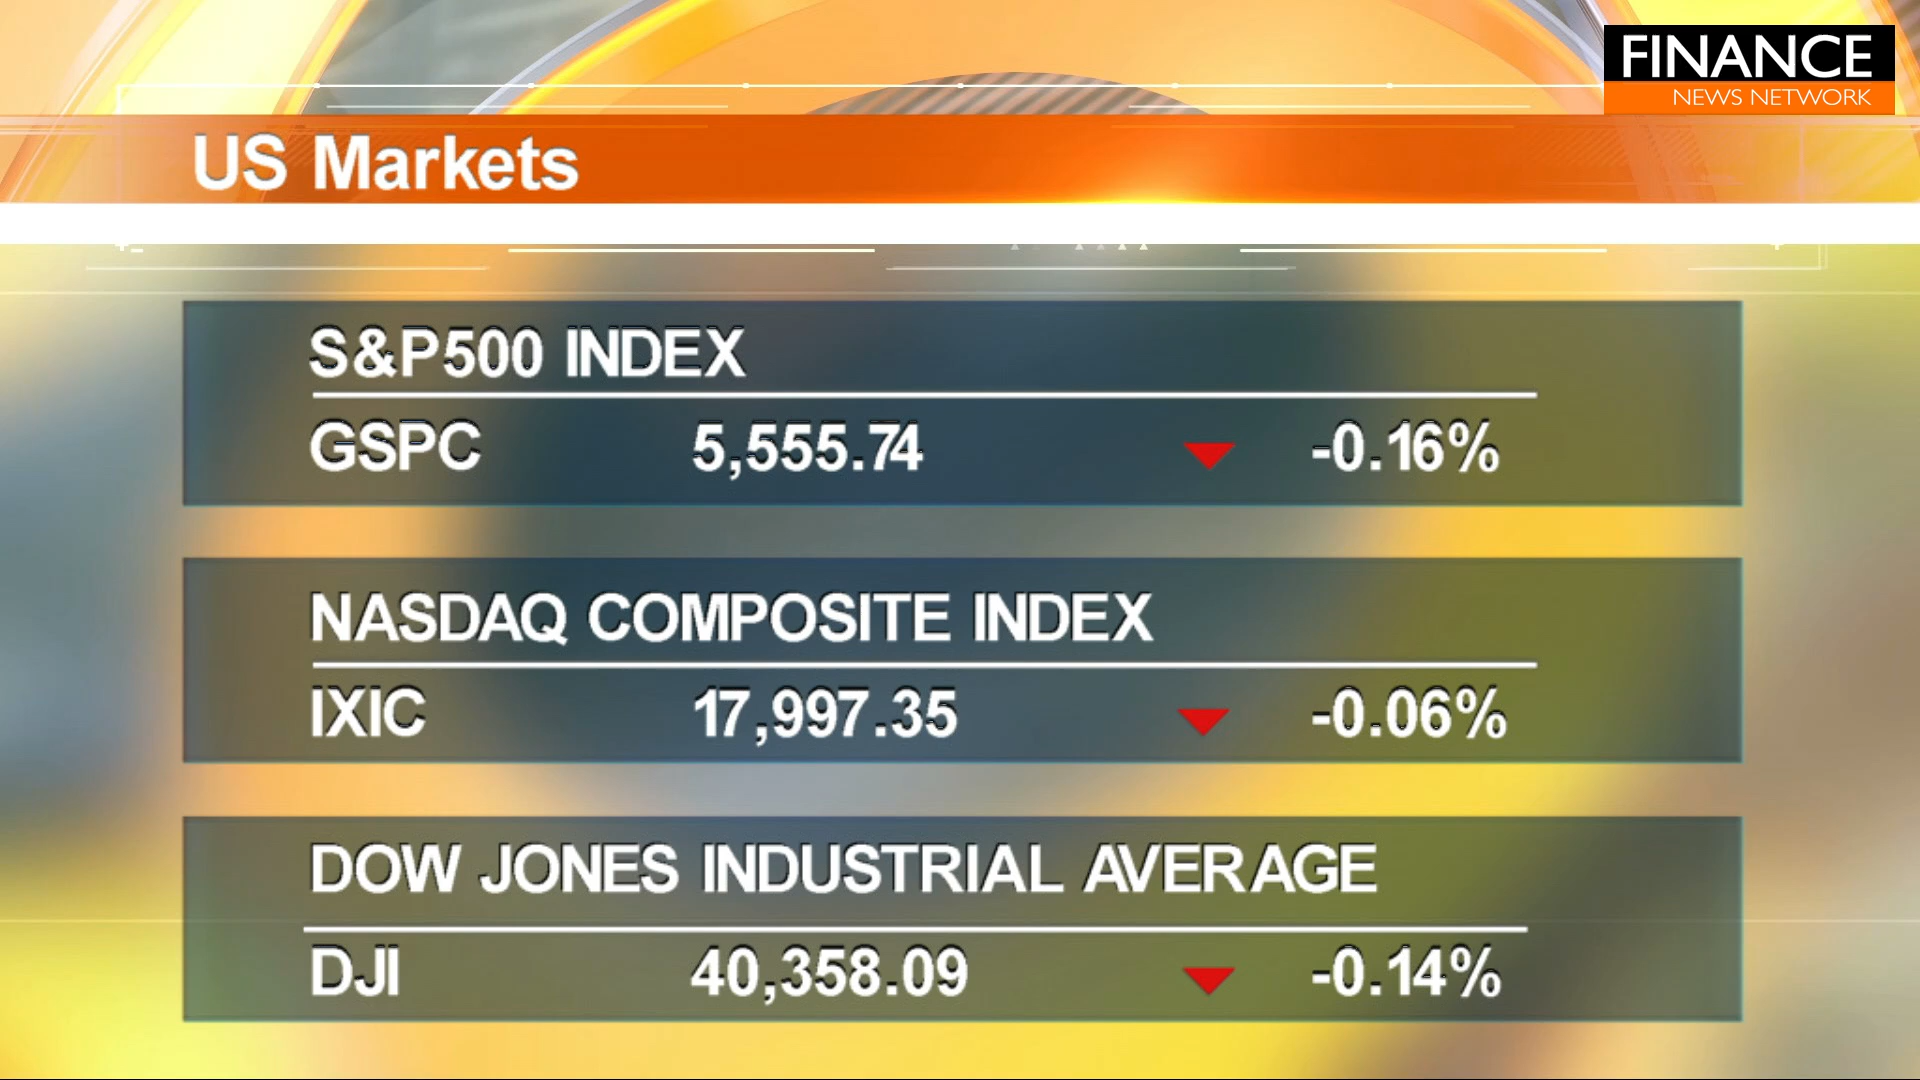 FINANCE
NEWS NETWORK
US Markets
S&P500 INDEX
GSPC 5,555.74 -0.16%
NASDAQ COMPOSITE INDEX
IXIC 17,997.35 -0.06%
DOW JONES INDUSTRIAL AVERAGE
DJI 40,358.09 -0.14%